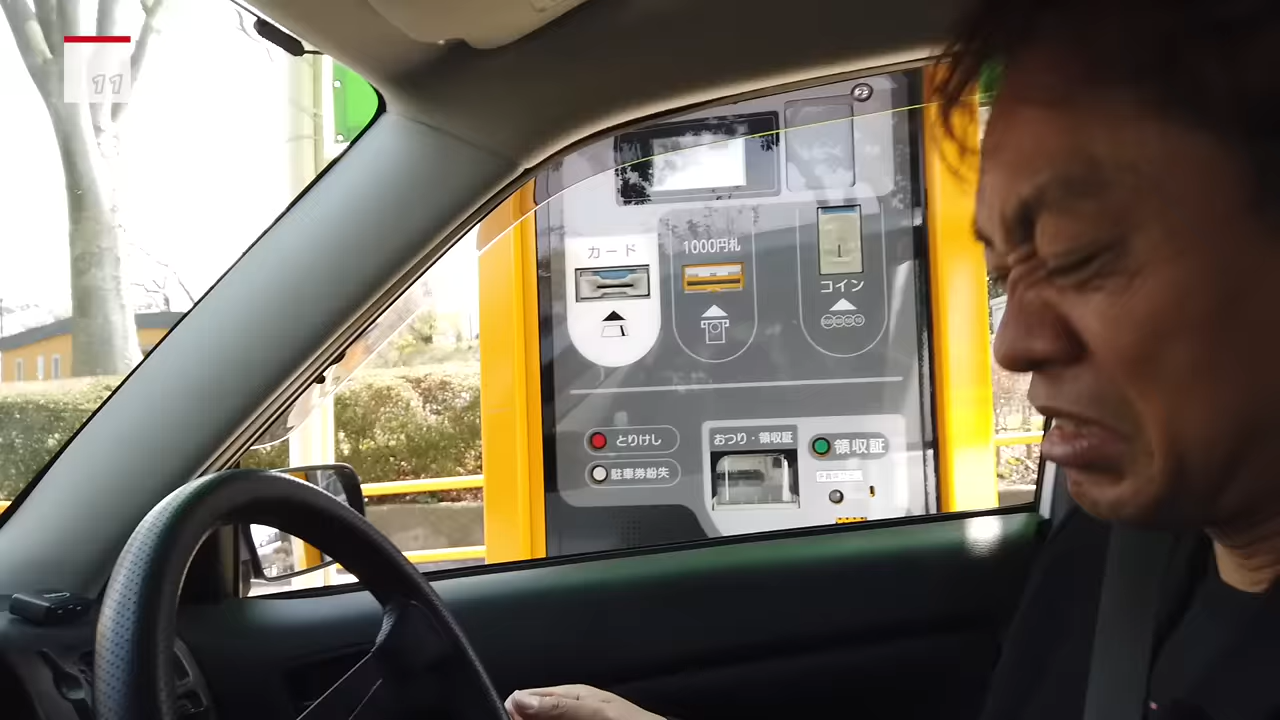 11
カード
1000円札
コイン
とりけし
駐車券紛失
おつり・領収証
領収証